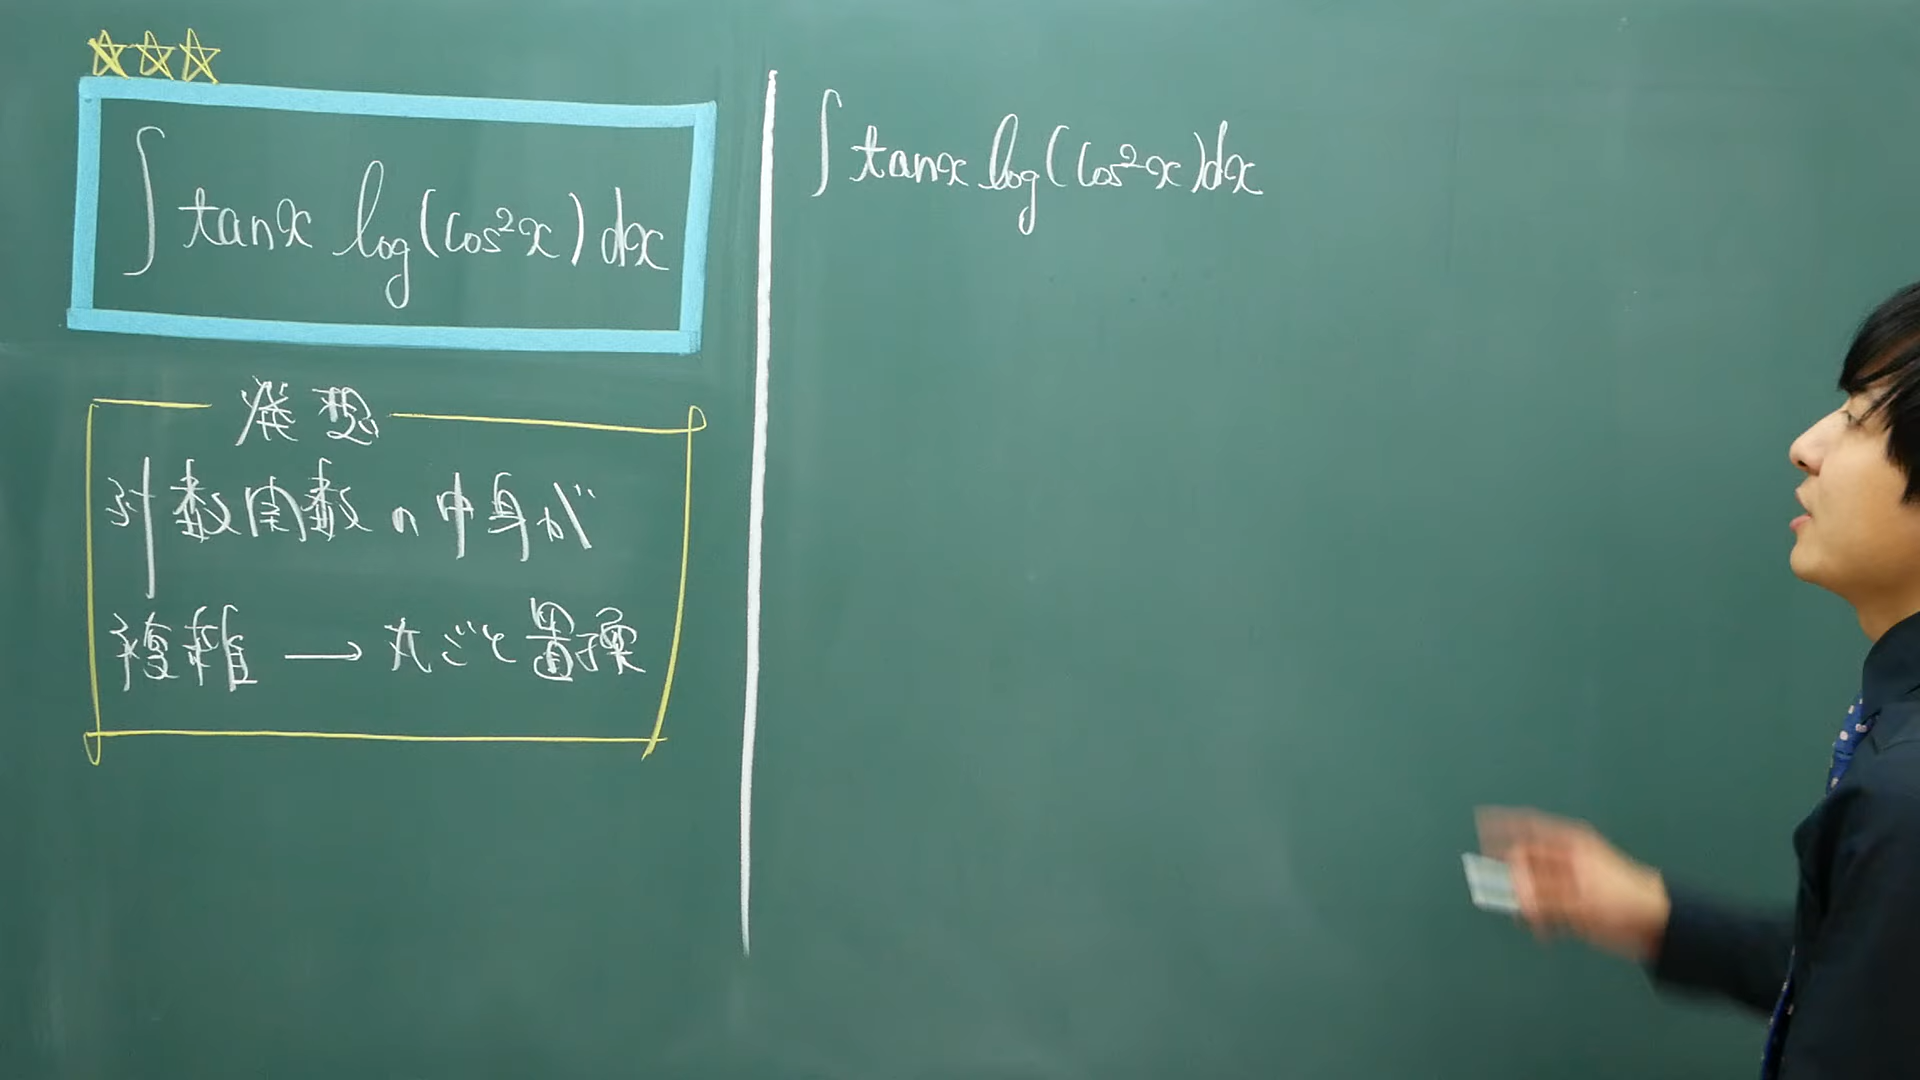 ∫ tanx log(cos²x) dx
発想
対数関数の中身が
複雑 → 丸ごと置換
∫ tanx log(cos²x)dx